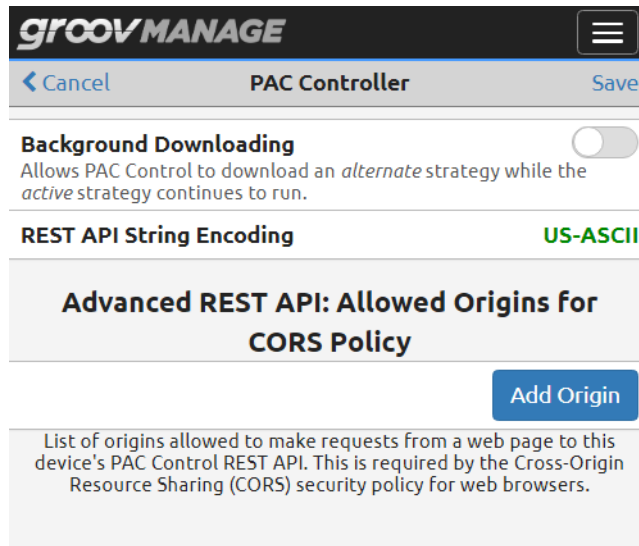 groov MANAGE
Cancel PAC Controller Save
Background Downloading
Allows PAC Control to download an alternate strategy while the
active strategy continues to run.
REST API String Encoding US-ASCII
Advanced REST API: Allowed Origins for
CORS Policy
Add Origin
List of origins allowed to make requests from a web page to this
device's PAC Control REST API. This is required by the Cross-Origin
Resource Sharing (CORS) security policy for web browsers.